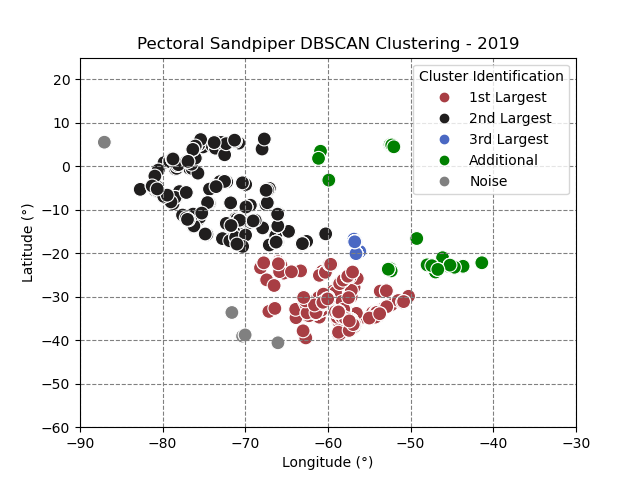 Pectoral Sandpiper DBSCAN Clustering - 2019
Cluster Identification
1st Largest
2nd Largest
3rd Largest
Additional
Noise
Latitude (°)
20
10
0
−10
−20
−30
−40
−50
−60
−90
−80
−70
−60
−50
−40
−30
Longitude (°)